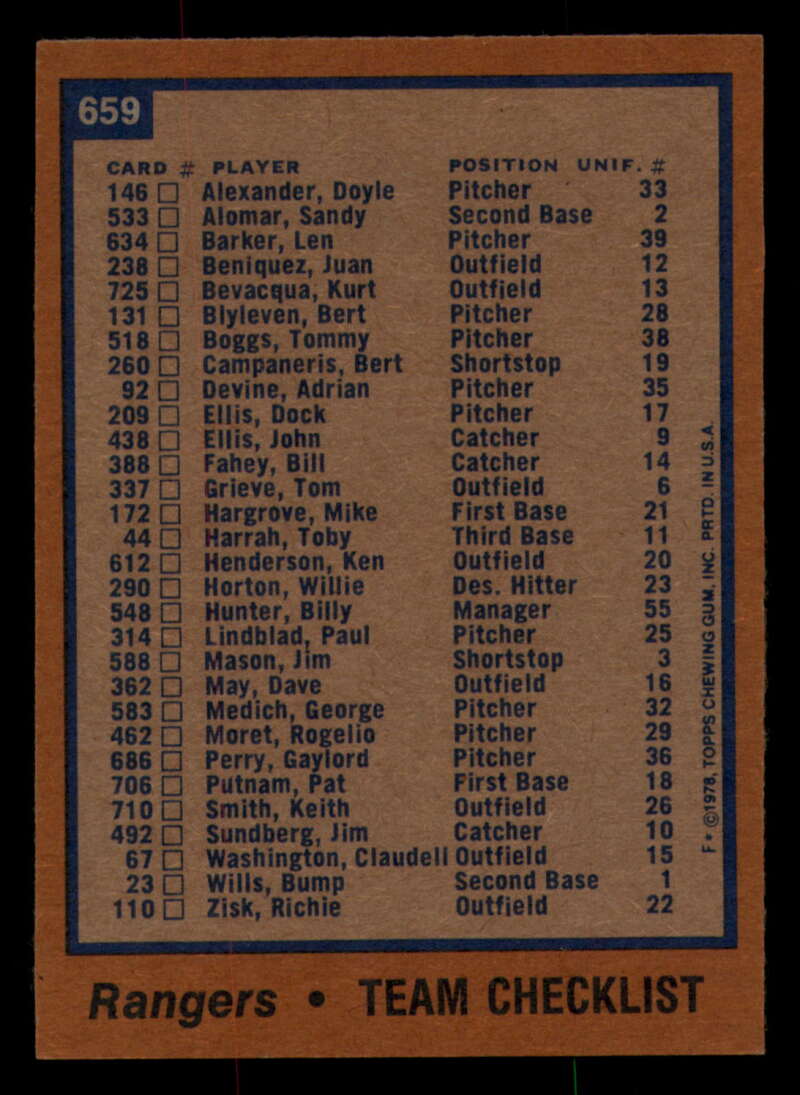 659
CARD # PLAYER POSITION UNIF. #
146 Alexander, Doyle Pitcher 33
533 Alomar, Sandy Second Base 2
634 Barker, Len Pitcher 39
238 Beniquez, Juan Outfield 12
725 Bevacqua, Kurt Outfield 13
131 Blyleven, Bert Pitcher 28
518 Boggs, Tommy Pitcher 38
260 Campaneris, Bert Shortstop 19
92 Devine, Adrian Pitcher 35
209 Ellis, Dock Pitcher 17
438 Ellis, John Catcher 9
388 Fahey, Bill Catcher 14
337 Grieve, Tom Outfield 6
172 Hargrove, Mike First Base 21
44 Harrah, Toby Third Base 11
612 Henderson, Ken Outfield 20
290 Horton, Willie Des. Hitter 23
548 Hunter, Billy Manager 55
314 Lindblad, Paul Pitcher 25
588 Mason, Jim Shortstop 3
362 May, Dave Outfield 16
583 Medich, George Pitcher 32
462 Moret, Rogelio Pitcher 29
686 Perry, Gaylord Pitcher 36
706 Putnam, Pat First Base 18
710 Smith, Keith Outfield 26
492 Sundberg, Jim Catcher 10
67 Washington, Claudell Outfield 15
23 Wills, Bump Second Base 1
110 Zisk, Richie Outfield 22
F* ©1978, TOPPS CHEWING GUM, INC. PRTD. IN U.S.A.
Rangers • TEAM CHECKLIST